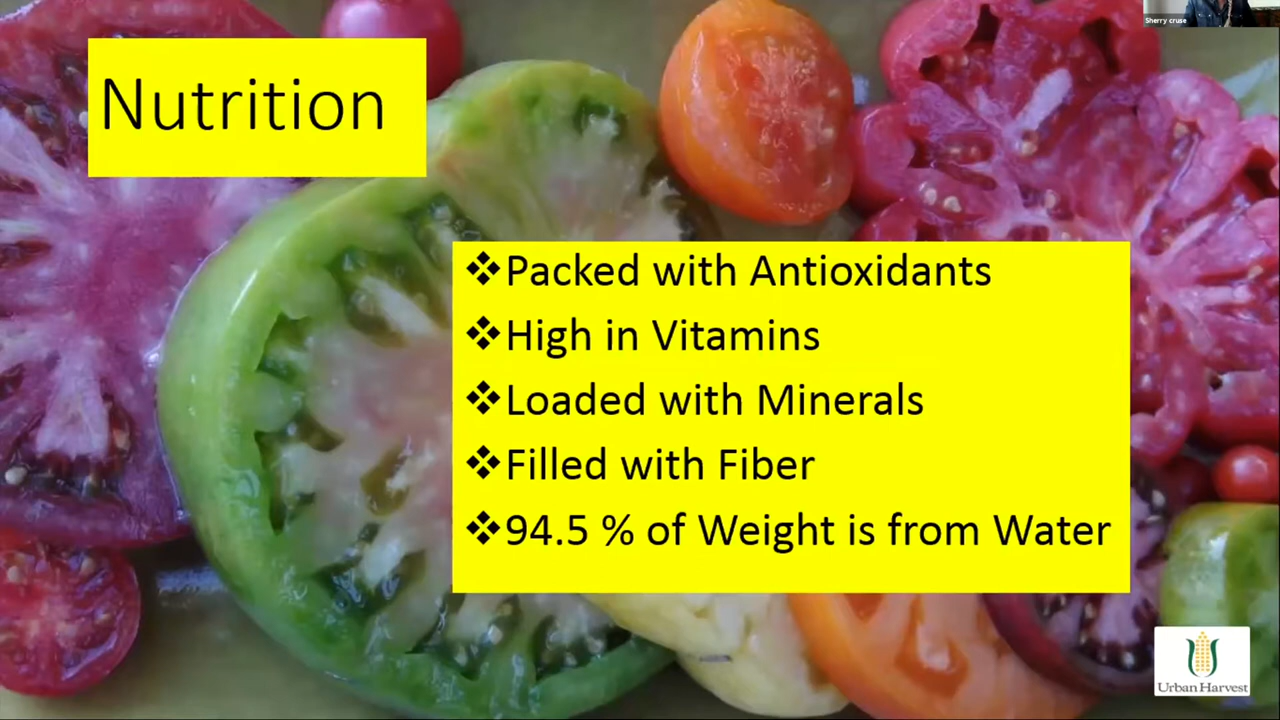 Sherry cruse
Nutrition
❖Packed with Antioxidants
❖High in Vitamins
❖Loaded with Minerals
❖Filled with Fiber
❖94.5 % of Weight is from Water
Urban Harvest